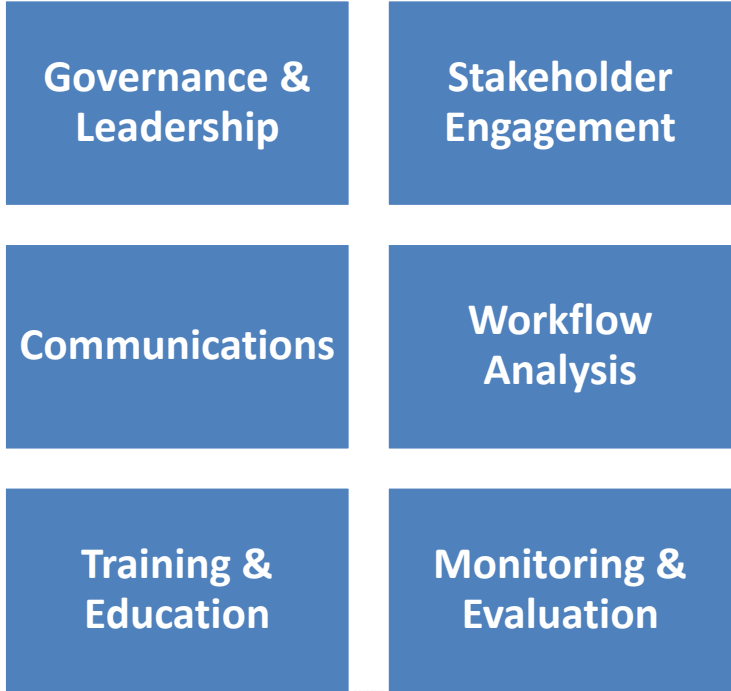 Governance &
Leadership
Stakeholder
Engagement
Communications
Workflow
Analysis
Training &
Education
Monitoring &
Evaluation